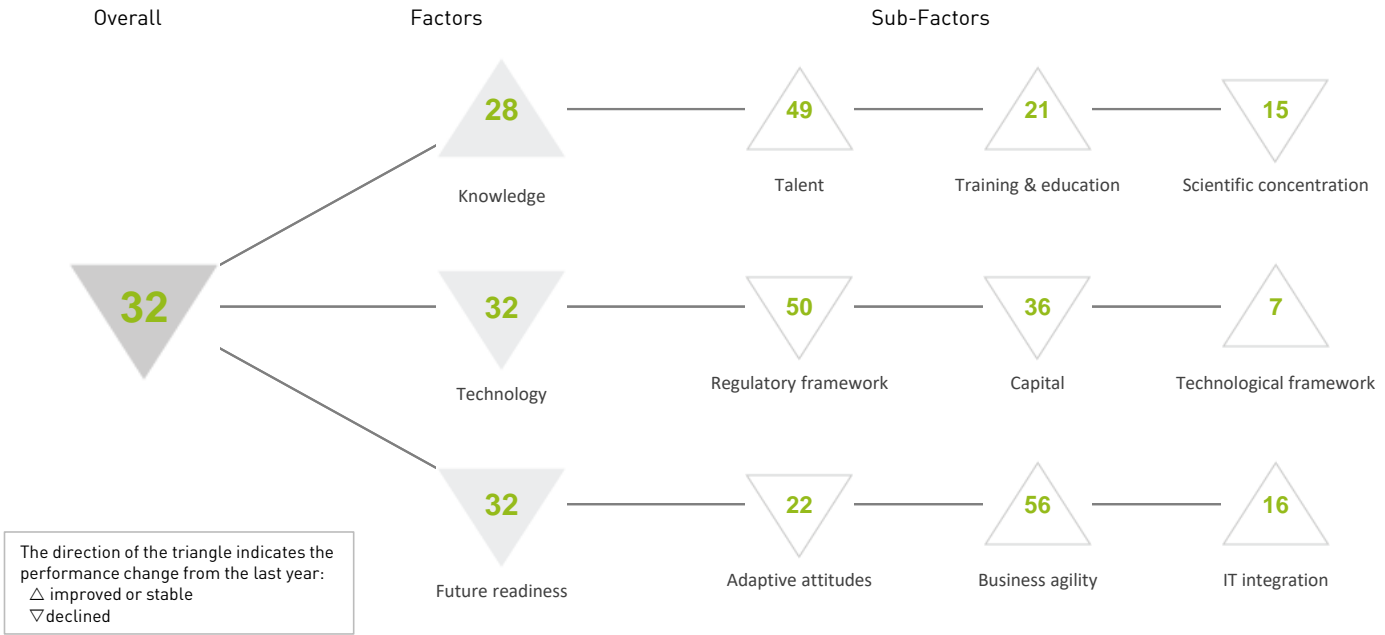 Overall
Factors
Sub-Factors
28
49
21
15
Knowledge
Talent
Training & education
Scientific concentration
32
32
50
36
7
Technology
Regulatory framework
Capital
Technological framework
32
22
56
16
Future readiness
Adaptive attitudes
Business agility
IT integration
The direction of the triangle indicates the
performance change from the last year:
△ improved or stable
▽ declined